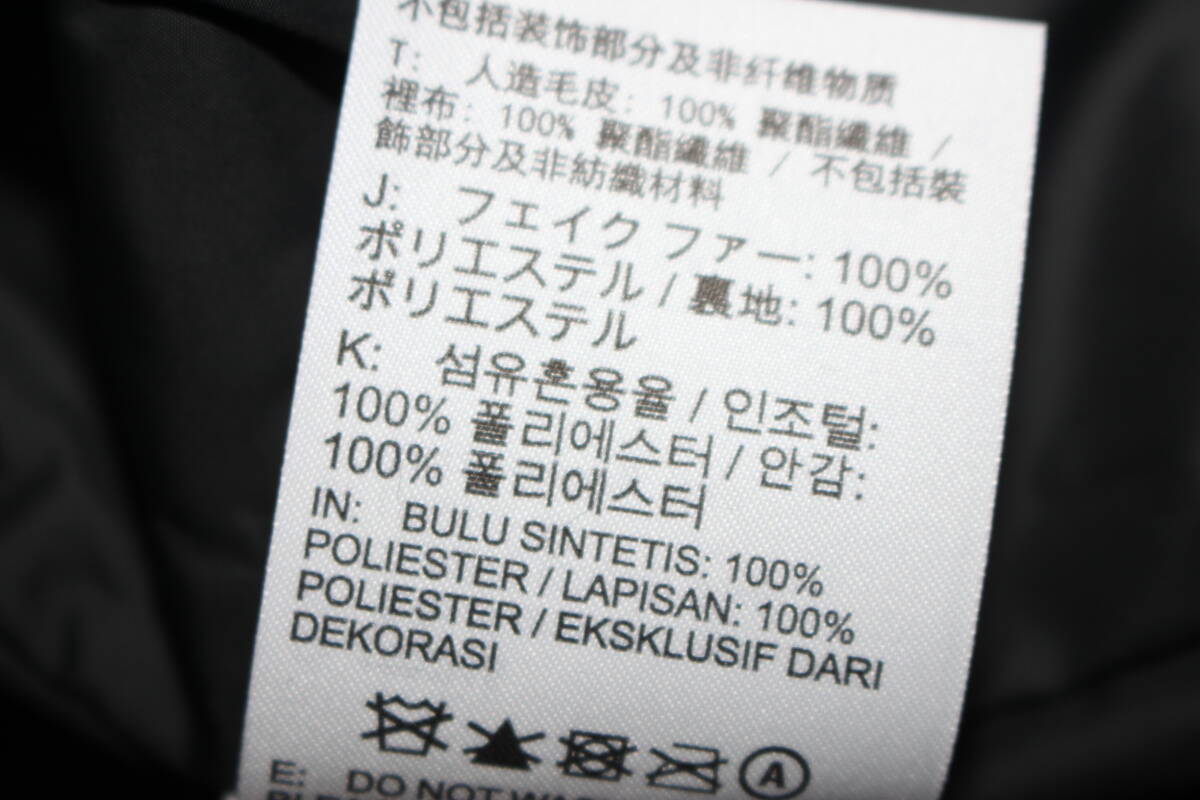 不包括装饰部分及非纤维物质
T: 人造毛皮: 100% 聚酯纖維 /
裡布: 100% 聚酯纖維 / 不包括裝
飾部分及非紡織材料
J: フェイク ファー: 100%
ポリエステル / 裏地: 100%
ポリエステル
K: 섬유혼용율 / 인조털:
100% 폴리에스터 / 안감:
100% 폴리에스터
IN: BULU SINTETIS: 100%
POLIESTER / LAPISAN: 100%
POLIESTER / EKSKLUSIF DARI
DEKORASI
A
E: DO NOT